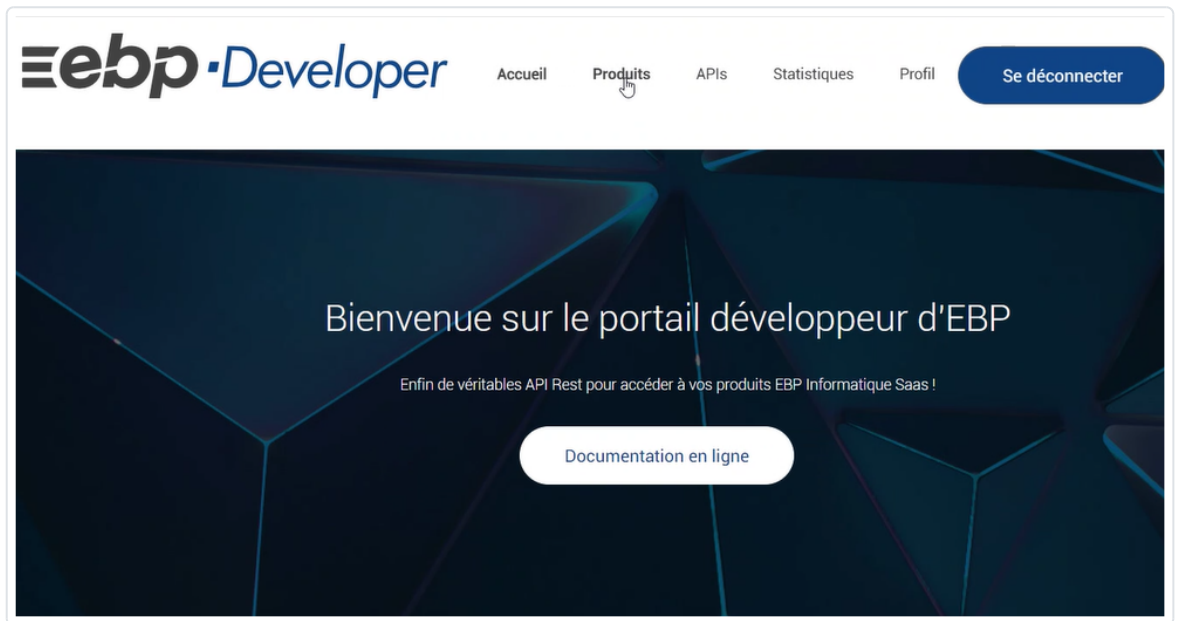 ebp·Developer
Accueil Produits APIs Statistiques Profil Se déconnecter
Bienvenue sur le portail développeur d'EBP
Enfin de véritables API Rest pour accéder à vos produits EBP Informatique Saas !
Documentation en ligne